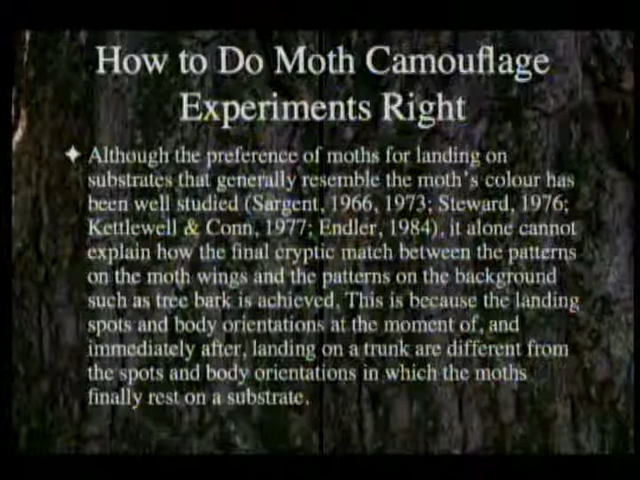 How to Do Moth Camouflage
Experiments Right
Although the preference of moths for landing on
substrates that generally resemble the moth's colour has
been well studied (Sargent, 1966, 1973; Steward, 1976;
Kettlewell & Conn, 1977; Endler, 1984), it alone cannot
explain how the final cryptic match between the patterns
on the moth wings and the patterns on the background
such as tree bark is achieved. This is because the landing
spots and body orientations at the moment of, and
immediately after, landing on a trunk are different from
the spots and body orientations in which the moths
finally rest on a substrate.